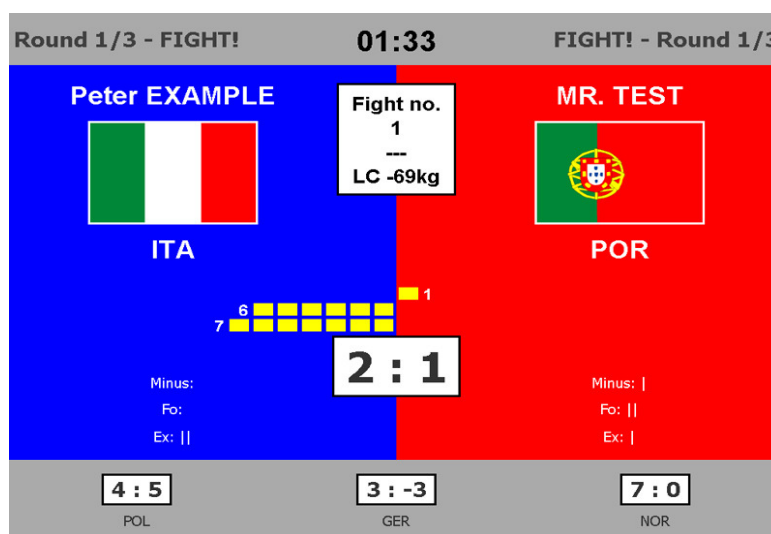 Round 1/3 - FIGHT!
01:33
FIGHT! - Round 1/3
Peter EXAMPLE
Fight no.
1
---
LC -69kg
MR. TEST
ITA
POR
1
6
7
2 : 1
Minus:
Fo:
Ex: ||
Minus: |
Fo: ||
Ex: |
4 : 5
3 : -3
7 : 0
POL
GER
NOR